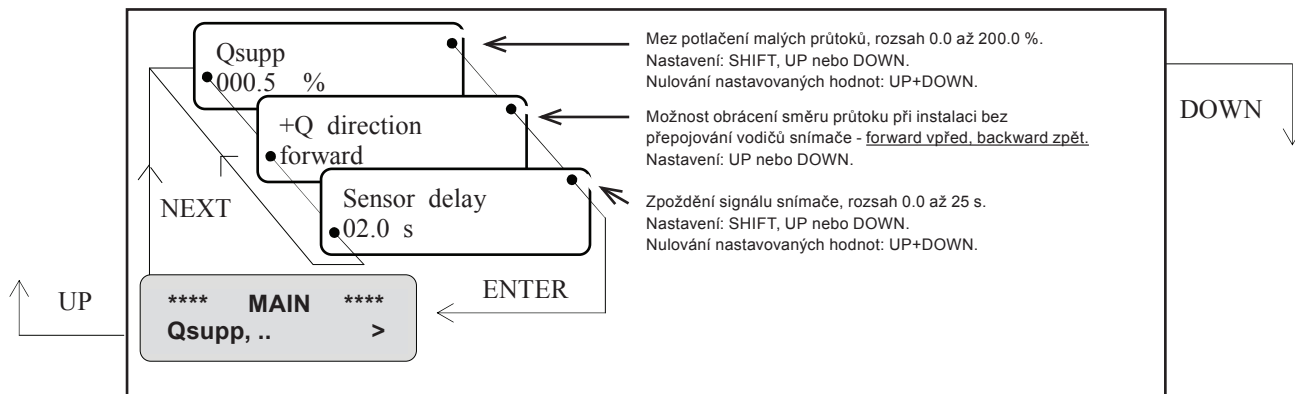 Qsupp
000.5 %
Mez potlačení malých průtoků, rozsah 0.0 až 200.0 %.
Nastavení: SHIFT, UP nebo DOWN.
Nulování nastavovaných hodnot: UP+DOWN.
+Q direction
forward
Možnost obrácení směru průtoku při instalaci bez
přepojování vodičů snímače - forward vpřed, backward zpět.
Nastavení: UP nebo DOWN.
Sensor delay
02.0 s
Zpoždění signálu snímače, rozsah 0.0 až 25 s.
Nastavení: SHIFT, UP nebo DOWN.
Nulování nastavovaných hodnot: UP+DOWN.
DOWN
NEXT
UP
ENTER
**** MAIN ****
Qsupp, .. >